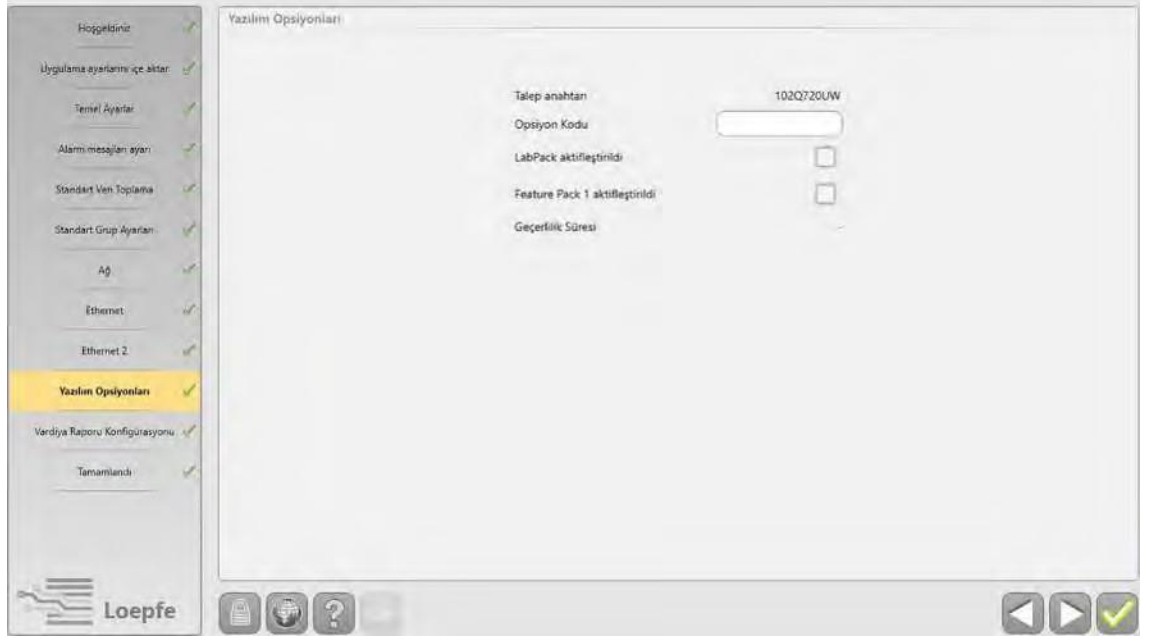 Hoşgeldiniz
Uygulama ayarlarını içe aktar
Temel Ayarlar
Alarm mesajları ayarı
Standart Veri Toplama
Standart Grup Ayarları
Ağ
Ethernet
Ethernet 2
Yazılım Opsiyonları
Vardiya Raporu Konfigürasyonu
Tamamlandı
Loepfe
Yazılım Opsiyonları
Talep anahtarı 102Q720UW
Opsiyon Kodu
LabPack aktifleştirildi
Feature Pack 1 aktifleştirildi
Geçerlilik Süresi -